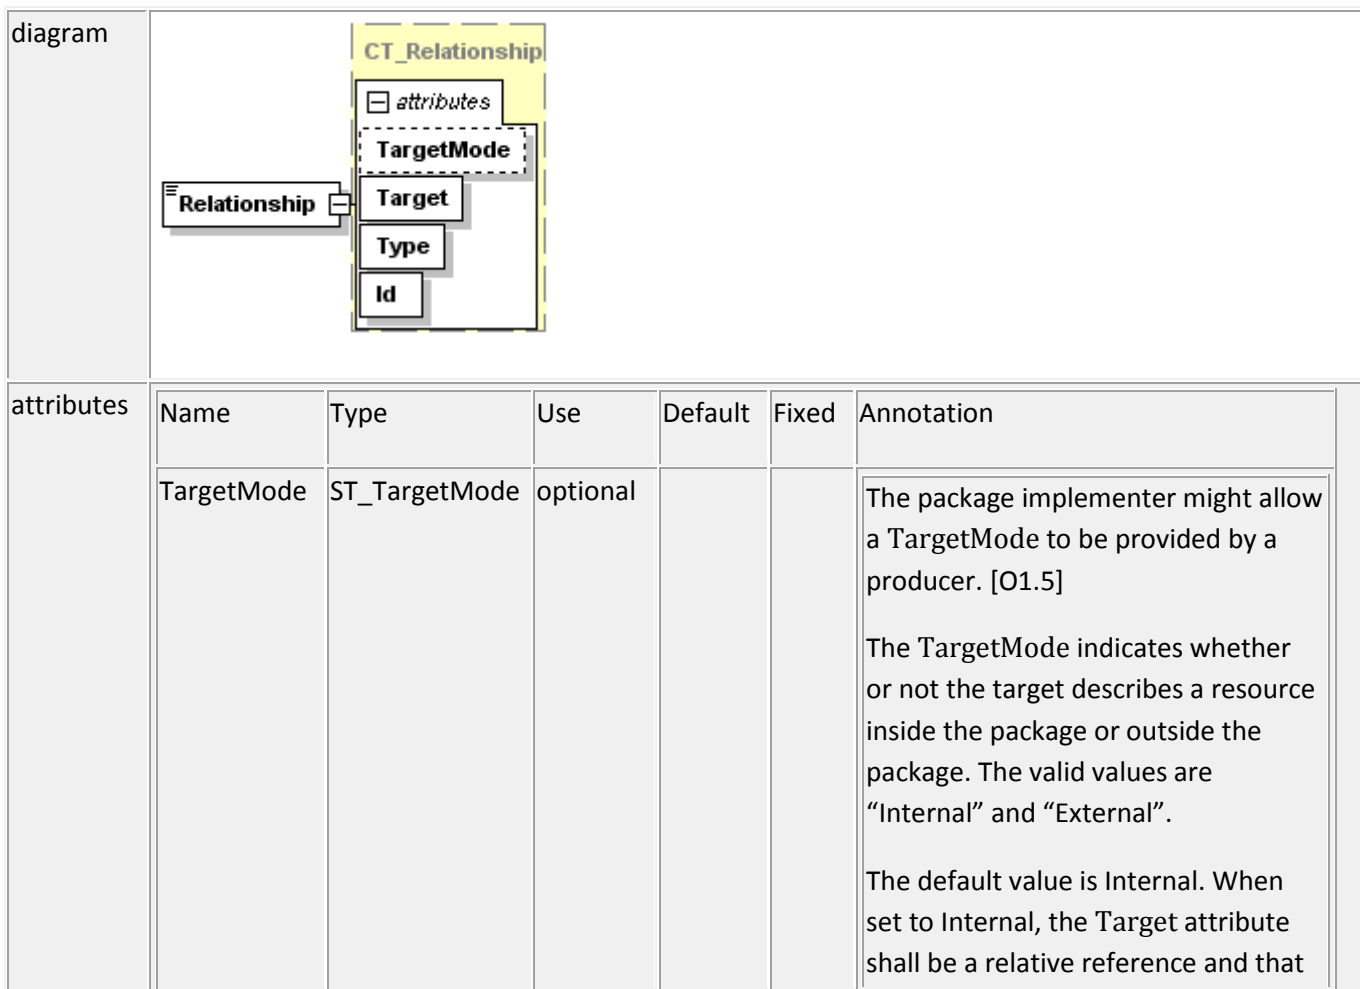 diagram
CT_Relationship
attributes
TargetMode
Relationship
Target
Type
Id
attributes
Name Type Use Default Fixed Annotation
TargetMode ST_TargetMode optional
The package implementer might allow
a TargetMode to be provided by a
producer. [O1.5]
The TargetMode indicates whether
or not the target describes a resource
inside the package or outside the
package. The valid values are
“Internal” and “External”.
The default value is Internal. When
set to Internal, the Target attribute
shall be a relative reference and that